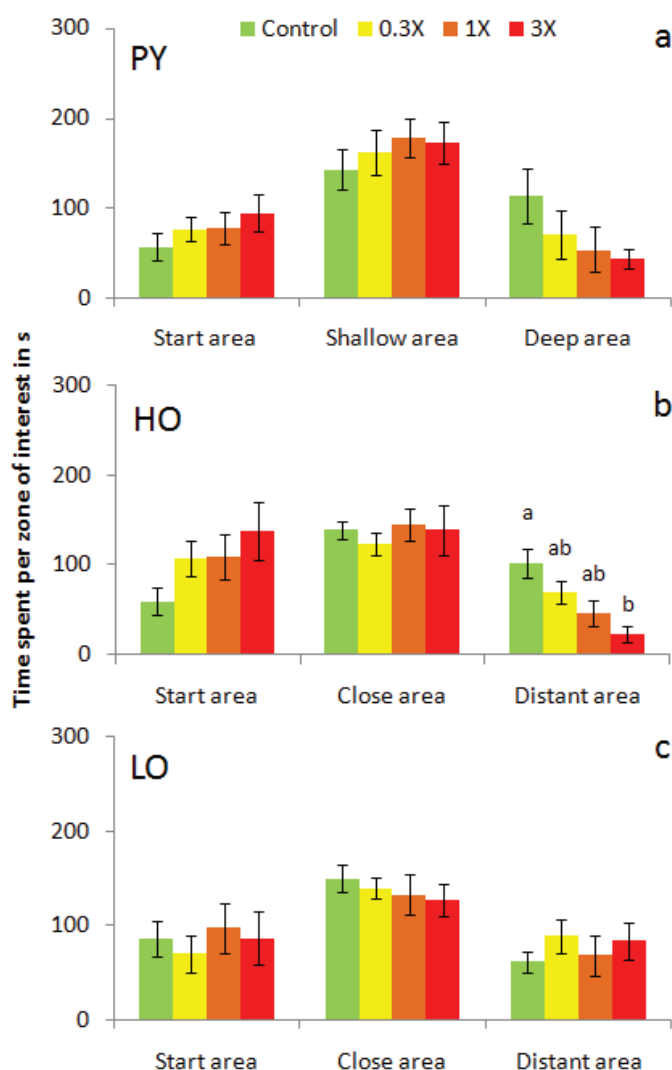 Time spent per zone of interest in s
Control 0.3X 1X 3X
PY
a
300
200
100
0
Start area Shallow area Deep area
HO
b
300
200
100
0
a
ab
ab
b
Start area Close area Distant area
LO
c
300
200
100
0
Start area Close area Distant area